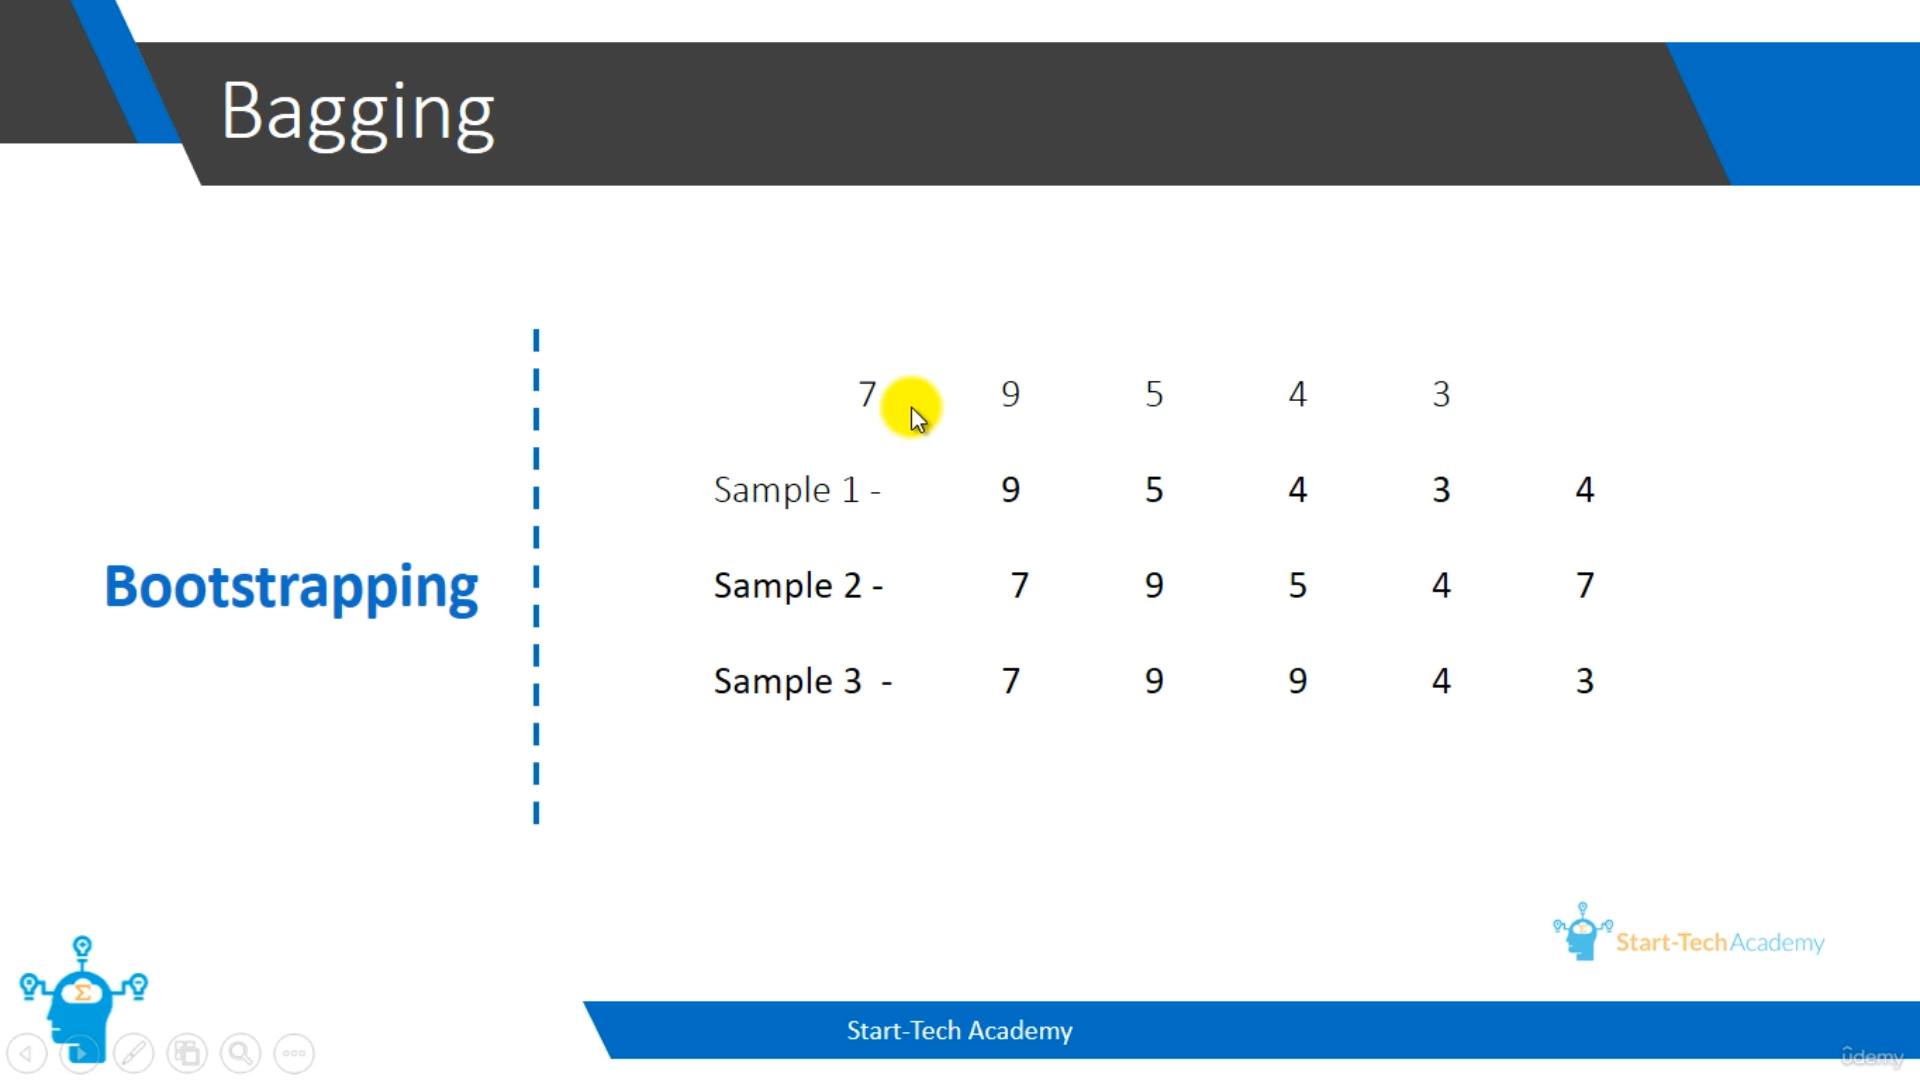 Bagging
7 9 5 4 3
Sample 1 - 9 5 4 3 4
Bootstrapping
Sample 2 - 7 9 5 4 7
Sample 3 - 7 9 9 4 3
Σ
Start-Tech Academy
Σ
Start-Tech Academy
udemy